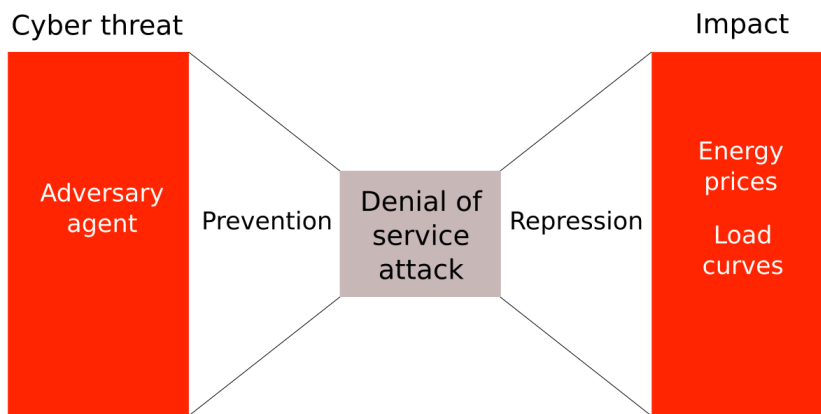 Cyber threat
Impact
Adversary
agent
Prevention
Denial of
service
attack
Repression
Energy
prices
Load
curves